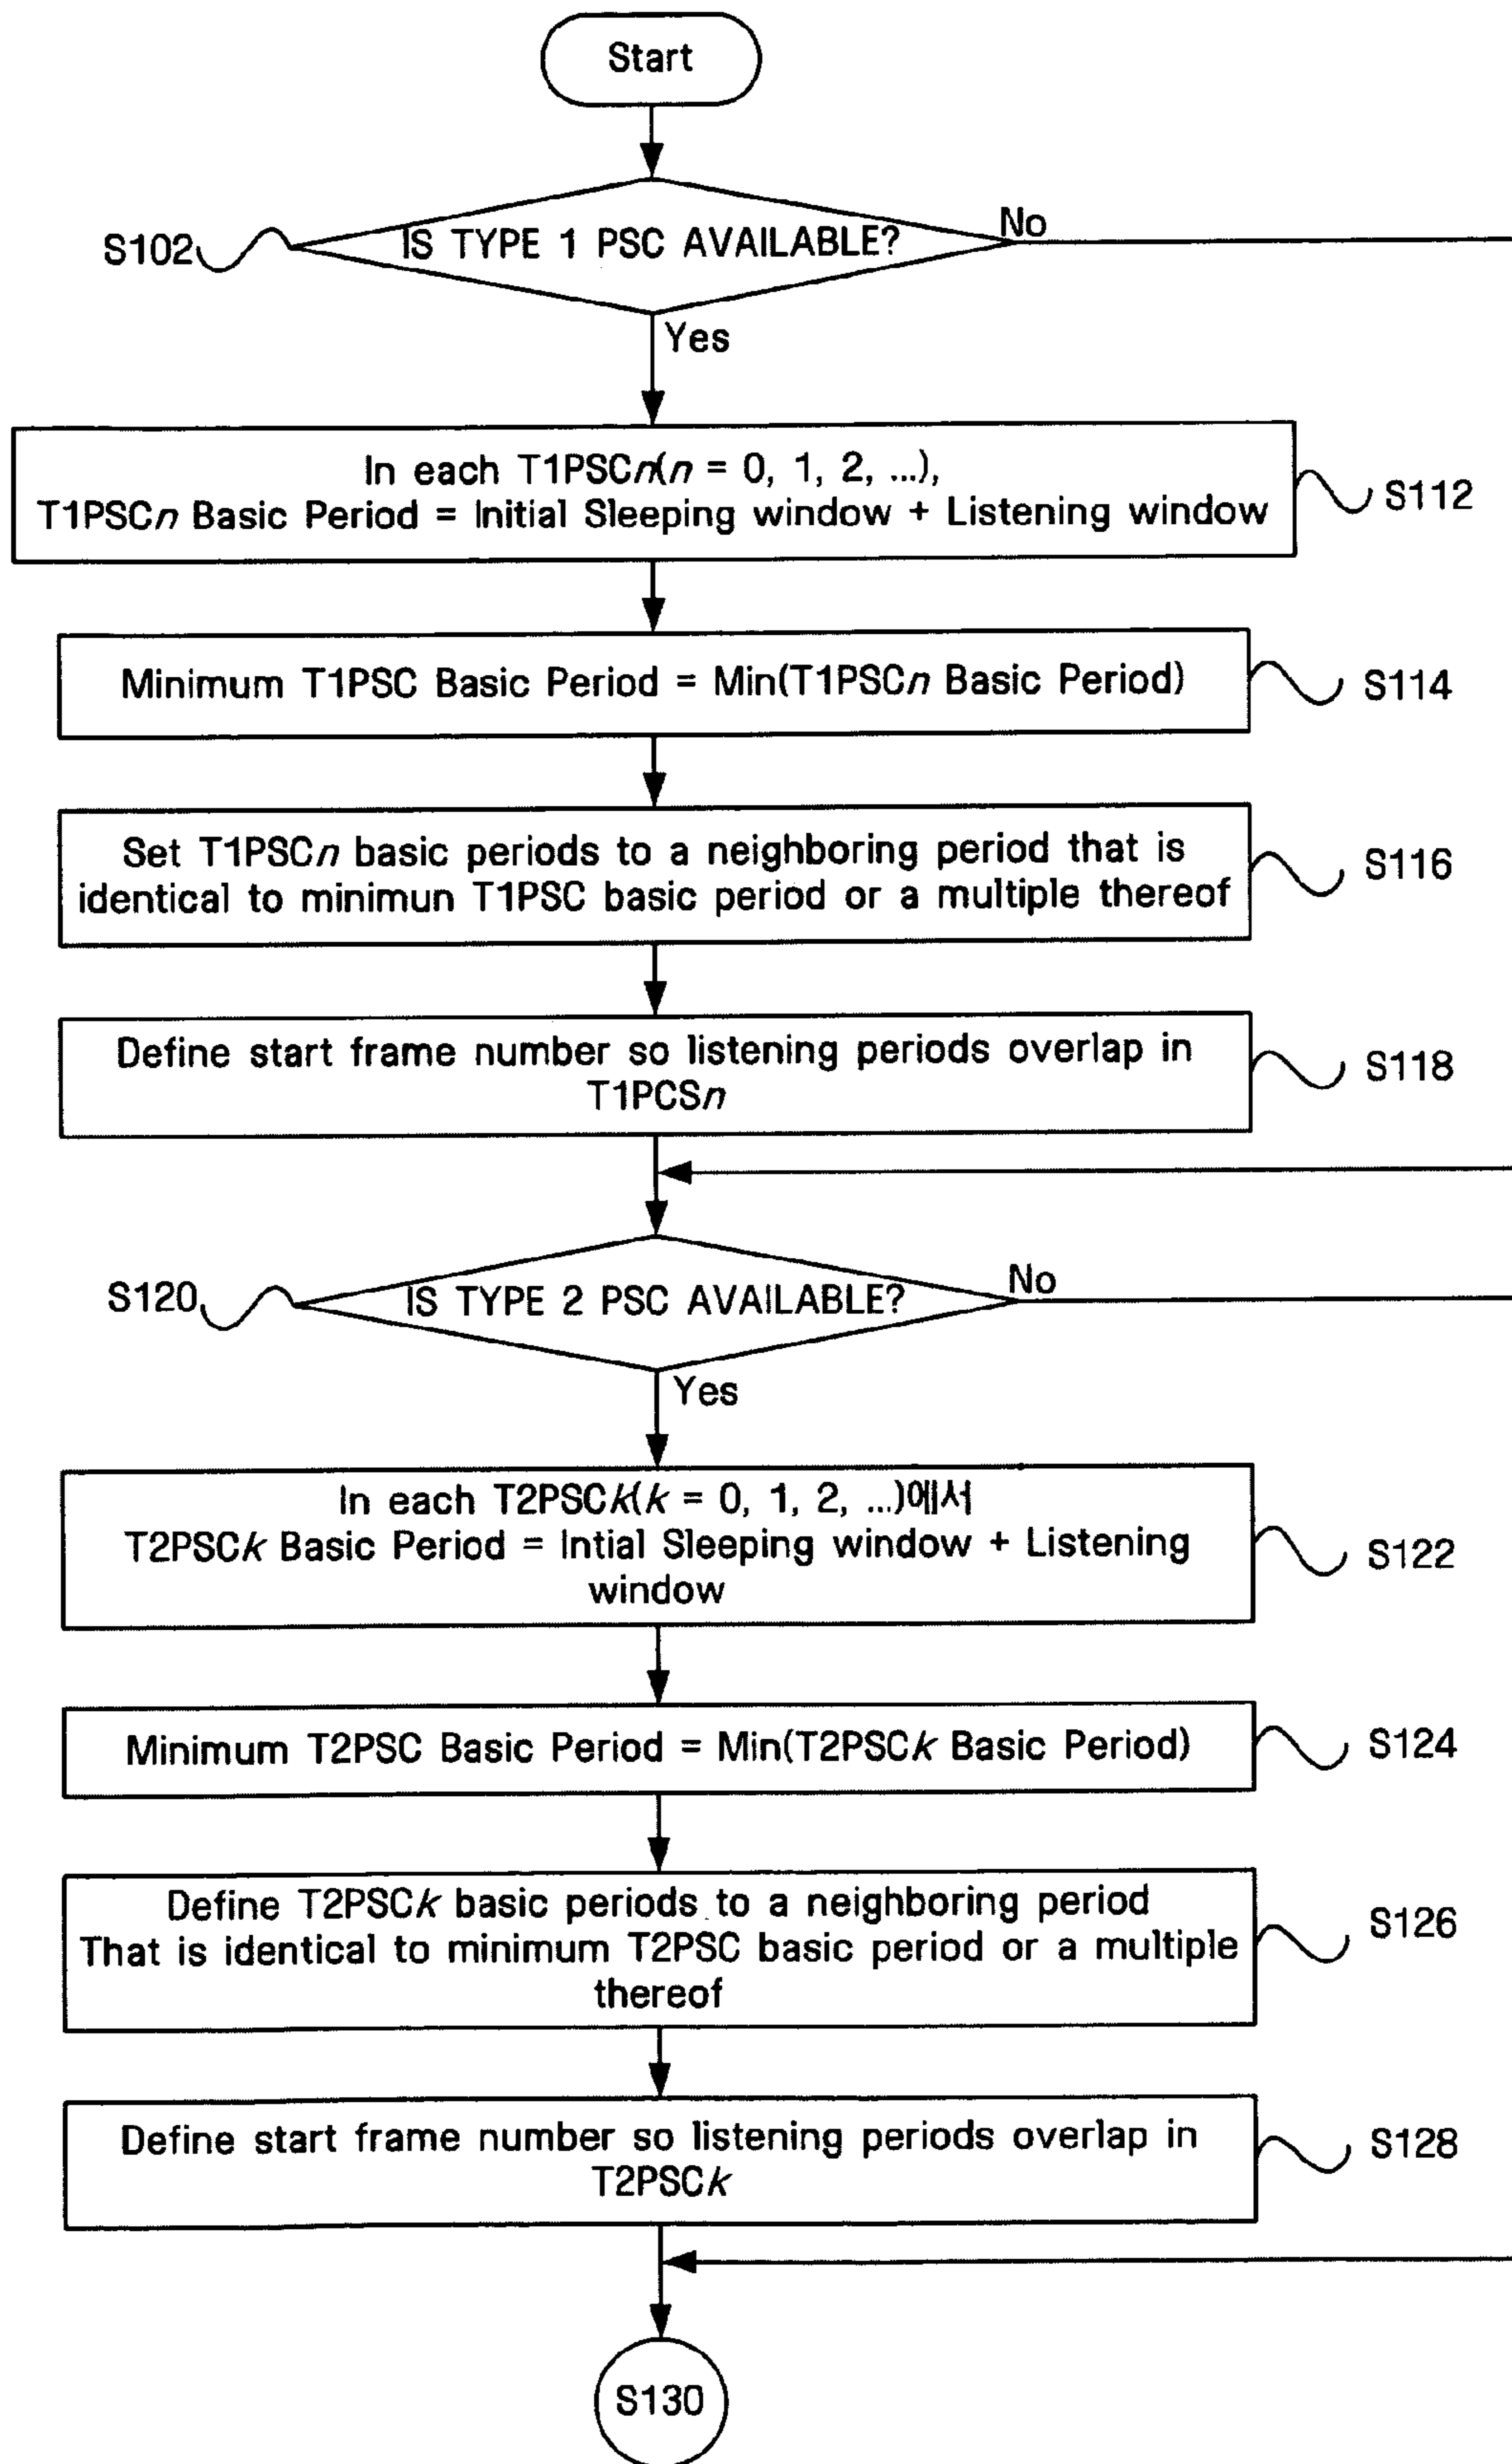 Start
S102
IS TYPE 1 PSC AVAILABLE?
No
Yes
In each T1PSCn(n = 0, 1, 2, ...),
T1PSCn Basic Period = Initial Sleeping window + Listening window
S112
Minimum T1PSC Basic Period = Min(T1PSCn Basic Period)
S114
Set T1PSCn basic periods to a neighboring period that is
identical to minimun T1PSC basic period or a multiple thereof
S116
Define start frame number so listening periods overlap in
T1PCSn
S118
S120
IS TYPE 2 PSC AVAILABLE?
No
Yes
In each T2PSCk(k = 0, 1, 2, ...)에서
T2PSCk Basic Period = Intial Sleeping window + Listening
window
S122
Minimum T2PSC Basic Period = Min(T2PSCk Basic Period)
S124
Define T2PSCk basic periods to a neighboring period
That is identical to minimum T2PSC basic period or a multiple
thereof
S126
Define start frame number so listening periods overlap in
T2PSCk
S128
S130